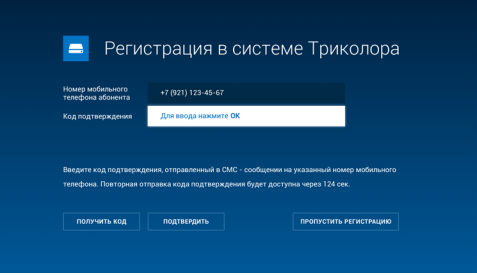 Регистрация в системе Триколора
Номер мобильного
телефона абонента
+7 (921) 123-45-67
Код подтверждения
Для ввода нажмите ОК
Введите код подтверждения, отправленный в СМС - сообщении на указанный номер мобильного
телефона. Повторная отправка кода подтверждения будет доступна через 124 сек.
ПОЛУЧИТЬ КОД
ПОДТВЕРДИТЬ
ПРОПУСТИТЬ РЕГИСТРАЦИЮ